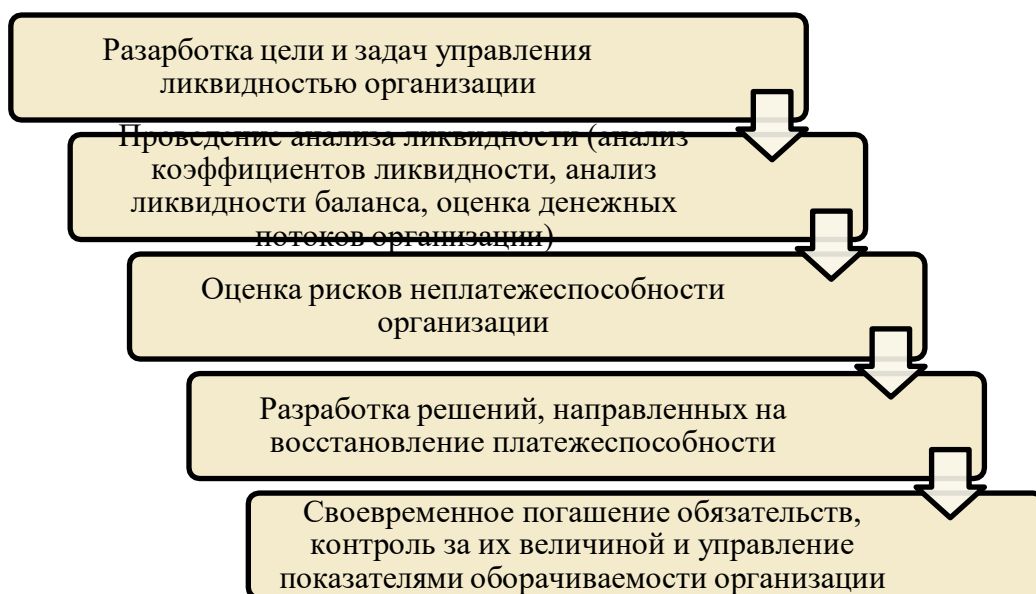 Разарботка цели и задач управления
ликвидностью организации
Проведение анализа ликвидности (анализ
коэффициентов ликвидности, анализ
ликвидности баланса, оценка денежных
потоков организации)
Оценка рисков неплатежеспособности
организации
Разработка решений, направленных на
восстановление платежеспособности
Своевременное погашение обязательств,
контроль за их величиной и управление
показателями оборачиваемости организации